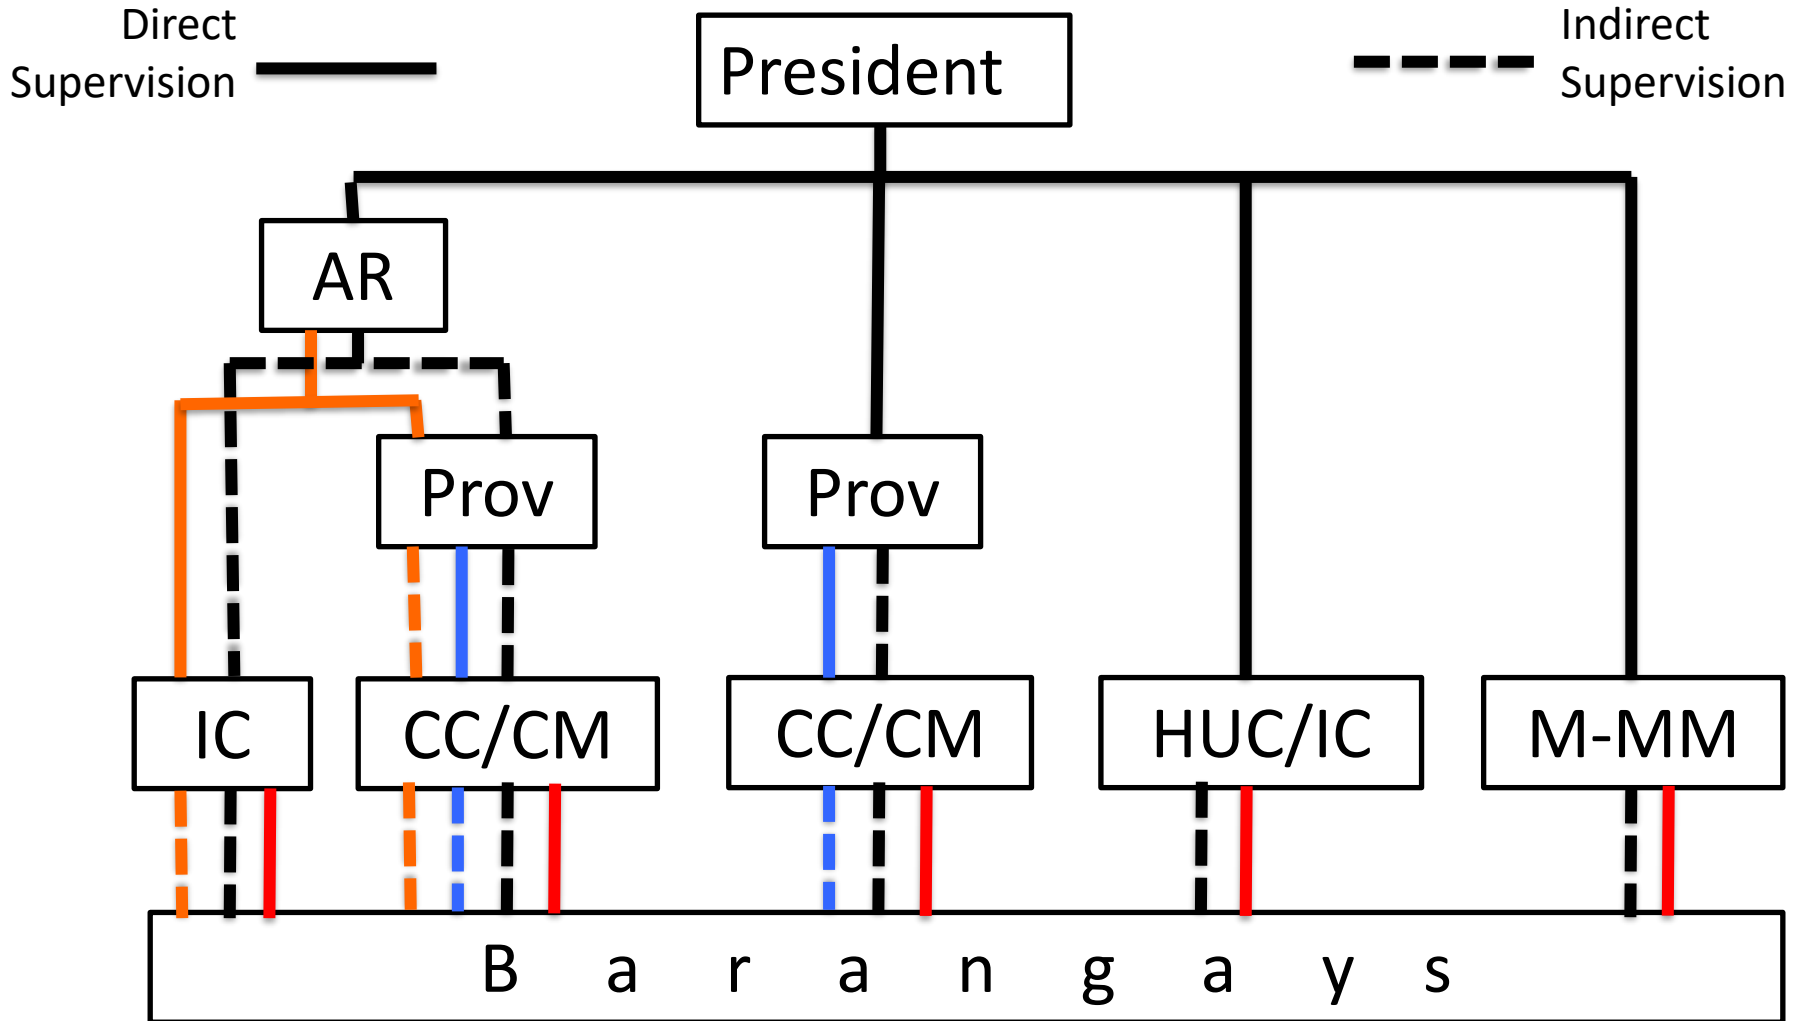 Direct
Supervision
President
Indirect
Supervision
AR
Prov
Prov
IC
CC/CM
CC/CM
HUC/IC
M-MM
B a r a n g a y s